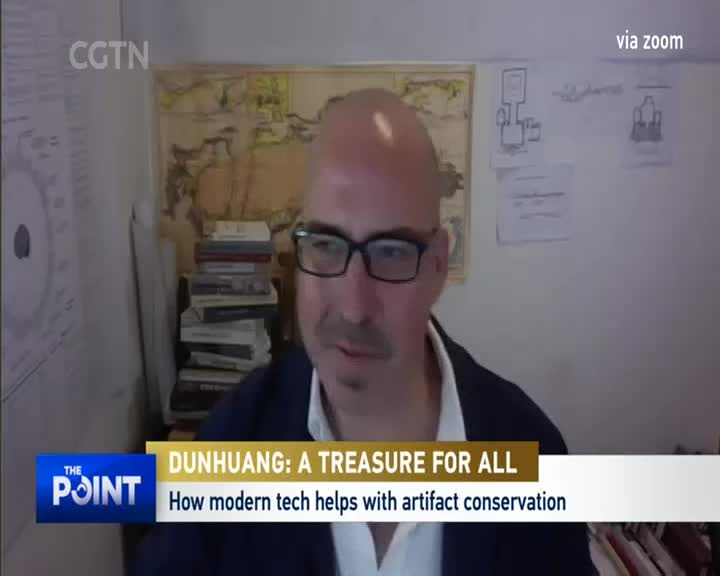 CGTN
via zoom
THE
POINT
DUNHUANG: A TREASURE FOR ALL
How modern tech helps with artifact conservation